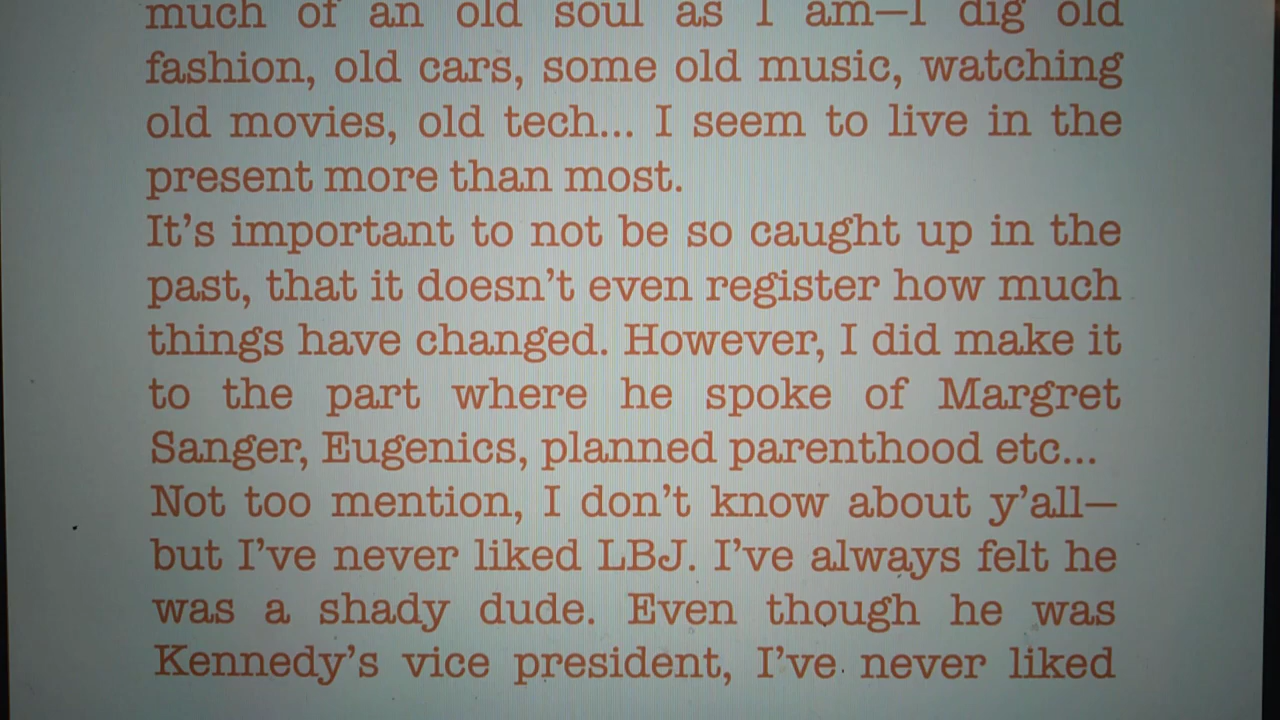 much of an old soul as I am—I dig old
fashion, old cars, some old music, watching
old movies, old tech... I seem to live in the
present more than most.
It's important to not be so caught up in the
past, that it doesn't even register how much
things have changed. However, I did make it
to the part where he spoke of Margret
Sanger, Eugenics, planned parenthood etc...
Not too mention, I don't know about y'all—
but I've never liked LBJ. I've always felt he
was a shady dude. Even though he was
Kennedy's vice president, I've never liked